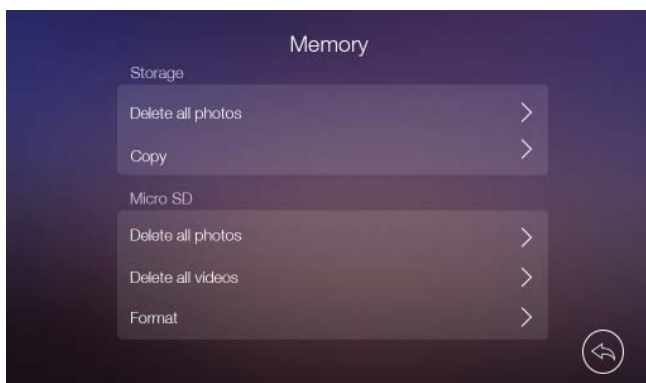 Memory
Storage
Delete all photos
Copy
Micro SD
Delete all photos
Delete all videos
Format